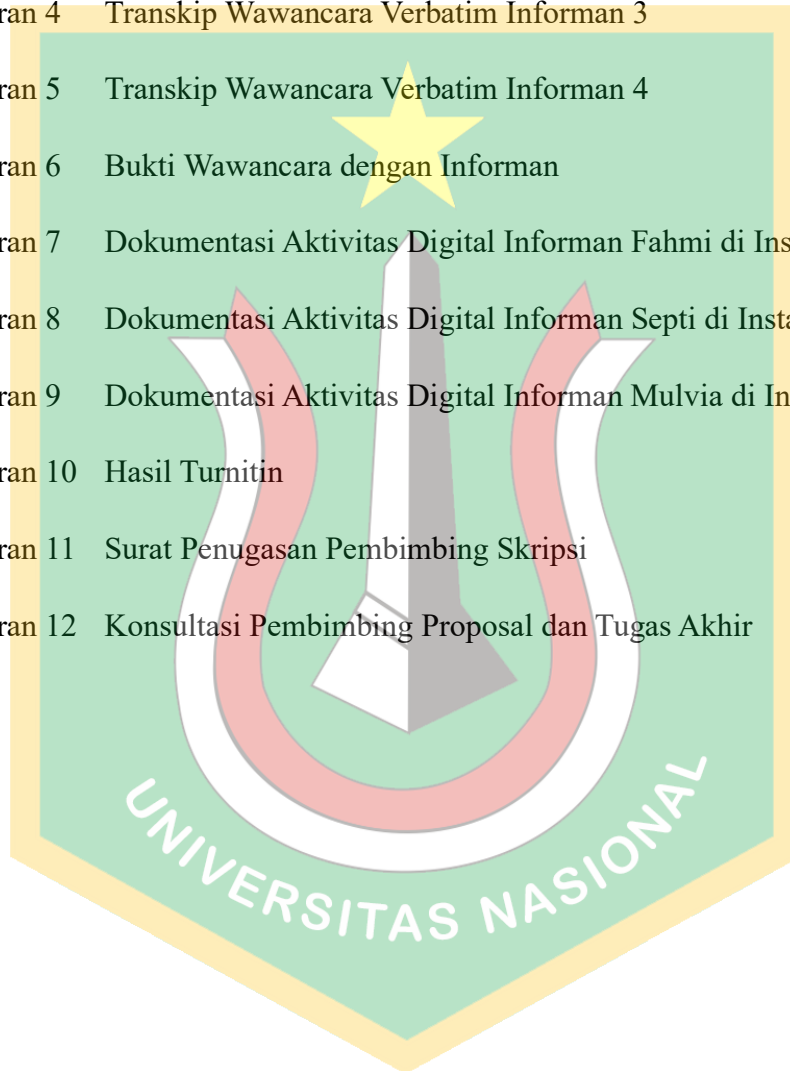 ran 4 Transkip Wawancara Verbatim Informan 3
ran 5 Transkip Wawancara Verbatim Informan 4
ran 6 Bukti Wawancara dengan Informan
ran 7 Dokumentasi Aktivitas Digital Informan Fahmi di Ins
ran 8 Dokumentasi Aktivitas Digital Informan Septi di Insta
ran 9 Dokumentasi Aktivitas Digital Informan Mulvia di In
ran 10 Hasil Turnitin
ran 11 Surat Penugasan Pembimbing Skripsi
ran 12 Konsultasi Pembimbing Proposal dan Tugas Akhir
UNIVERSITAS NASIONAL